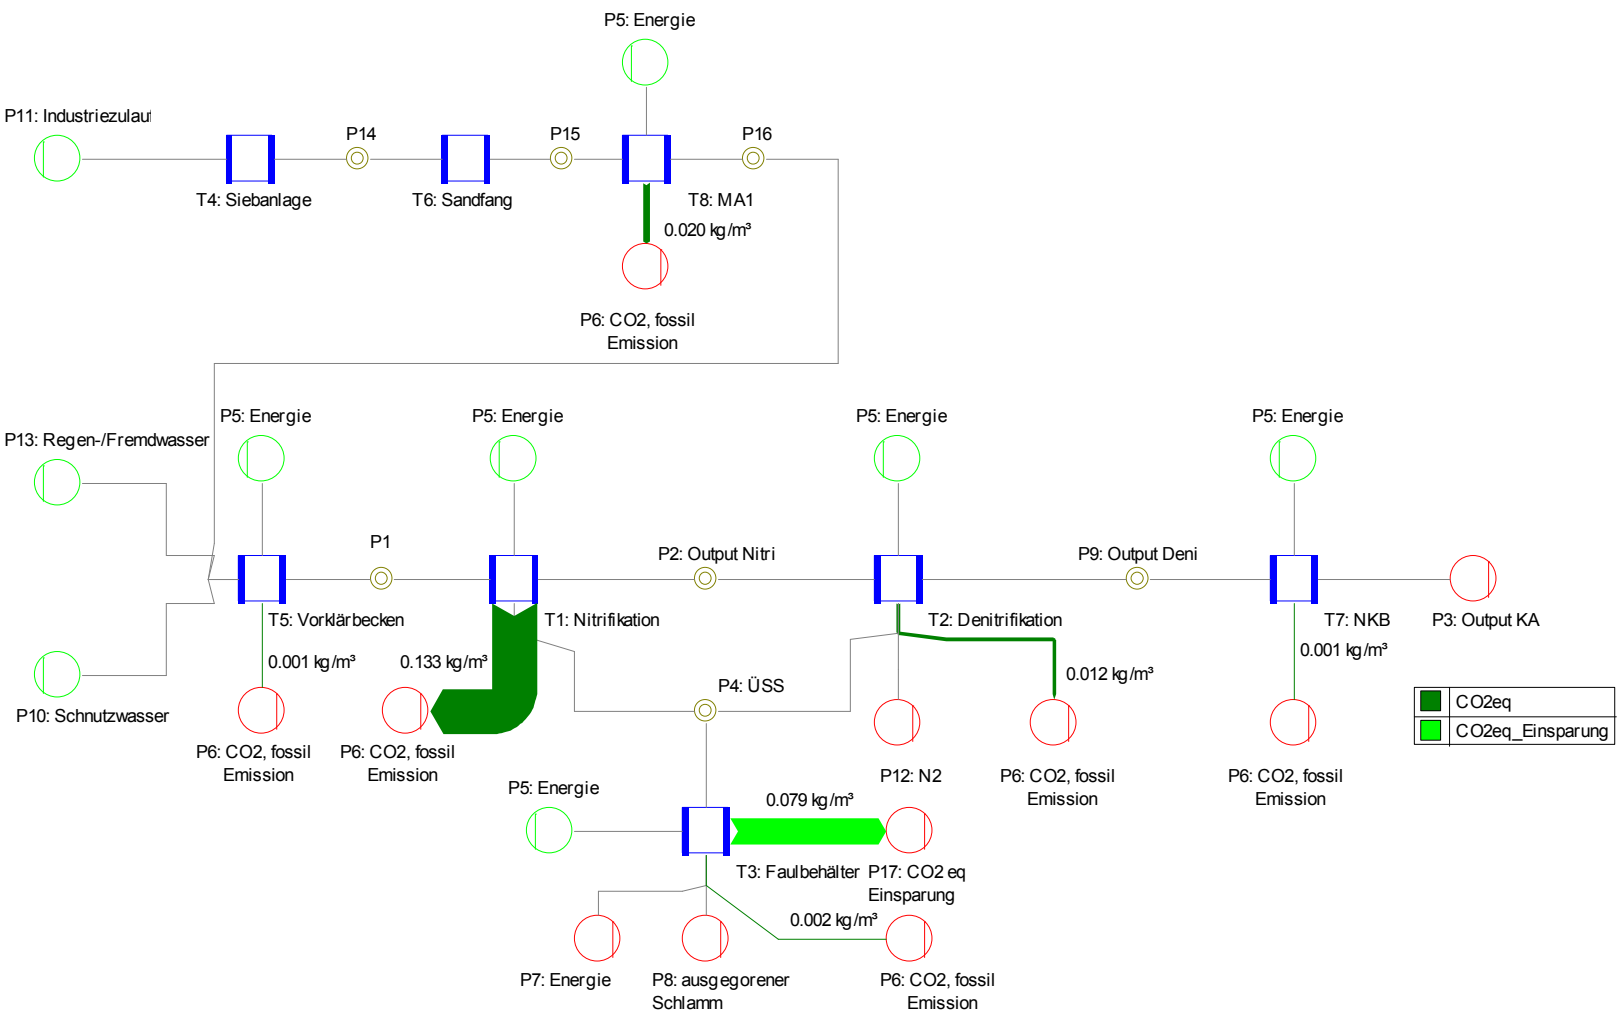 P5: Energie
P11: Industriezulauf
P14
P15
P16
T4: Siebanlage
T6: Sandfang
T8: MA1
0.020 kg/m³
P6: CO2, fossil
Emission
P5: Energie
P5: Energie
P5: Energie
P5: Energie
P13: Regen-/Fremdwasser
P1
P2: Output Nitri
P9: Output Deni
T5: Vorklärbecken
T1: Nitrifikation
T2: Denitrifikation
T7: NKB
P3: Output KA
0.001 kg/m³
0.133 kg/m³
0.012 kg/m³
0.001 kg/m³
P4: ÜSS
P10: Schnutzwasser
CO2eq
CO2eq_Einsparung
P6: CO2, fossil
Emission
P6: CO2, fossil
Emission
P12: N2
P6: CO2, fossil
Emission
P6: CO2, fossil
Emission
P5: Energie
0.079 kg/m³
T3: Faulbehälter
P17: CO2 eq
Einsparung
0.002 kg/m³
P7: Energie
P8: ausgegorener
Schlamm
P6: CO2, fossil
Emission